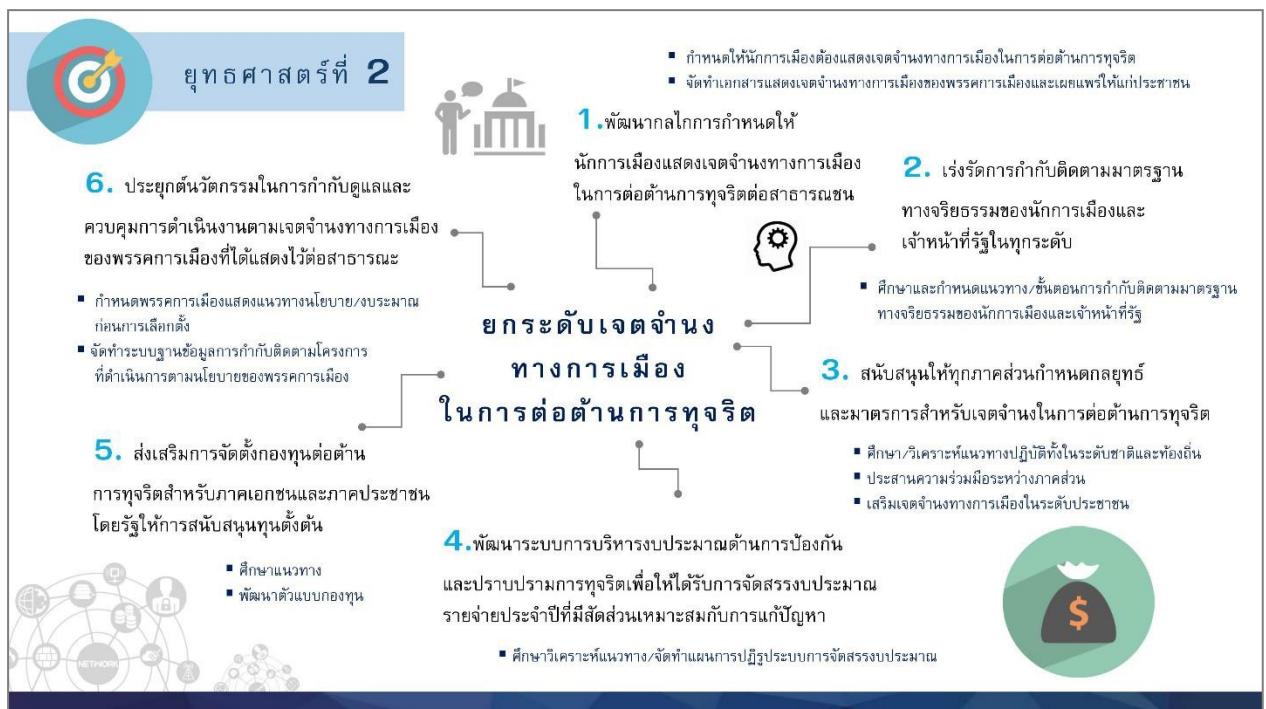 ยุทธศาสตร์ที่ 2
▪ กำหนดให้นักการเมืองต้องแสดงเจตจำนงทางการเมืองในการต่อต้านการทุจริต
▪ จัดทำเอกสารแสดงเจตจำนงทางการเมืองของพรรคการเมืองและเผยแพร่ให้แก่ประชาชน
1.พัฒนากลไกการกำหนดให้
นักการเมืองแสดงเจตจำนงทางการเมือง
ในการต่อต้านการทุจริตต่อสาธารณชน
2. เร่งรัดการกำกับติดตามมาตรฐาน
ทางจริยธรรมของนักการเมืองและ
เจ้าหน้าที่รัฐในทุกระดับ
▪ ศึกษาและกำหนดแนวทาง/ขั้นตอนการกำกับติดตามมาตรฐาน
ทางจริยธรรมของนักการเมืองและเจ้าหน้าที่รัฐ
ยกระดับเจตจำนง
ทางการเมือง
ในการต่อต้านการทุจริต
3. สนับสนุนให้ทุกภาคส่วนกำหนดกลยุทธ์
และมาตรการสำหรับเจตจำนงในการต่อต้านการทุจริต
▪ ศึกษา/วิเคราะห์แนวทางปฏิบัติทั้งในระดับชาติและท้องถิ่น
▪ ประสานความร่วมมือระหว่างภาคส่วน
▪ เสริมเจตจำนงทางการเมืองในระดับประชาชน
4.พัฒนาระบบการบริหารงบประมาณด้านการป้องกัน
และปราบปรามการทุจริตเพื่อให้ได้รับการจัดสรรงบประมาณ
รายจ่ายประจำปีที่มีสัดส่วนเหมาะสมกับการแก้ปัญหา
▪ ศึกษาวิเคราะห์แนวทาง/จัดทำแผนการปฏิรูประบบการจัดสรรงบประมาณ
5. ส่งเสริมการจัดตั้งกองทุนต่อต้าน
การทุจริตสำหรับภาคเอกชนและภาคประชาชน
โดยรัฐให้การสนับสนุนทุนตั้งต้น
▪ ศึกษาแนวทาง
▪ พัฒนาตัวแบบกองทุน
6. ประยุกต์นวัตกรรมในการกำกับดูแลและ
ควบคุมการดำเนินงานตามเจตจำนงทางการเมือง
ของพรรคการเมืองที่ได้แสดงไว้ต่อสาธารณะ
▪ กำหนดพรรคการเมืองแสดงแนวทางนโยบาย/งบประมาณ
ก่อนการเลือกตั้ง
▪ จัดทำระบบฐานข้อมูลการกำกับติดตามโครงการ
ที่ดำเนินการตามนโยบายของพรรคการเมือง
NETWORK
$